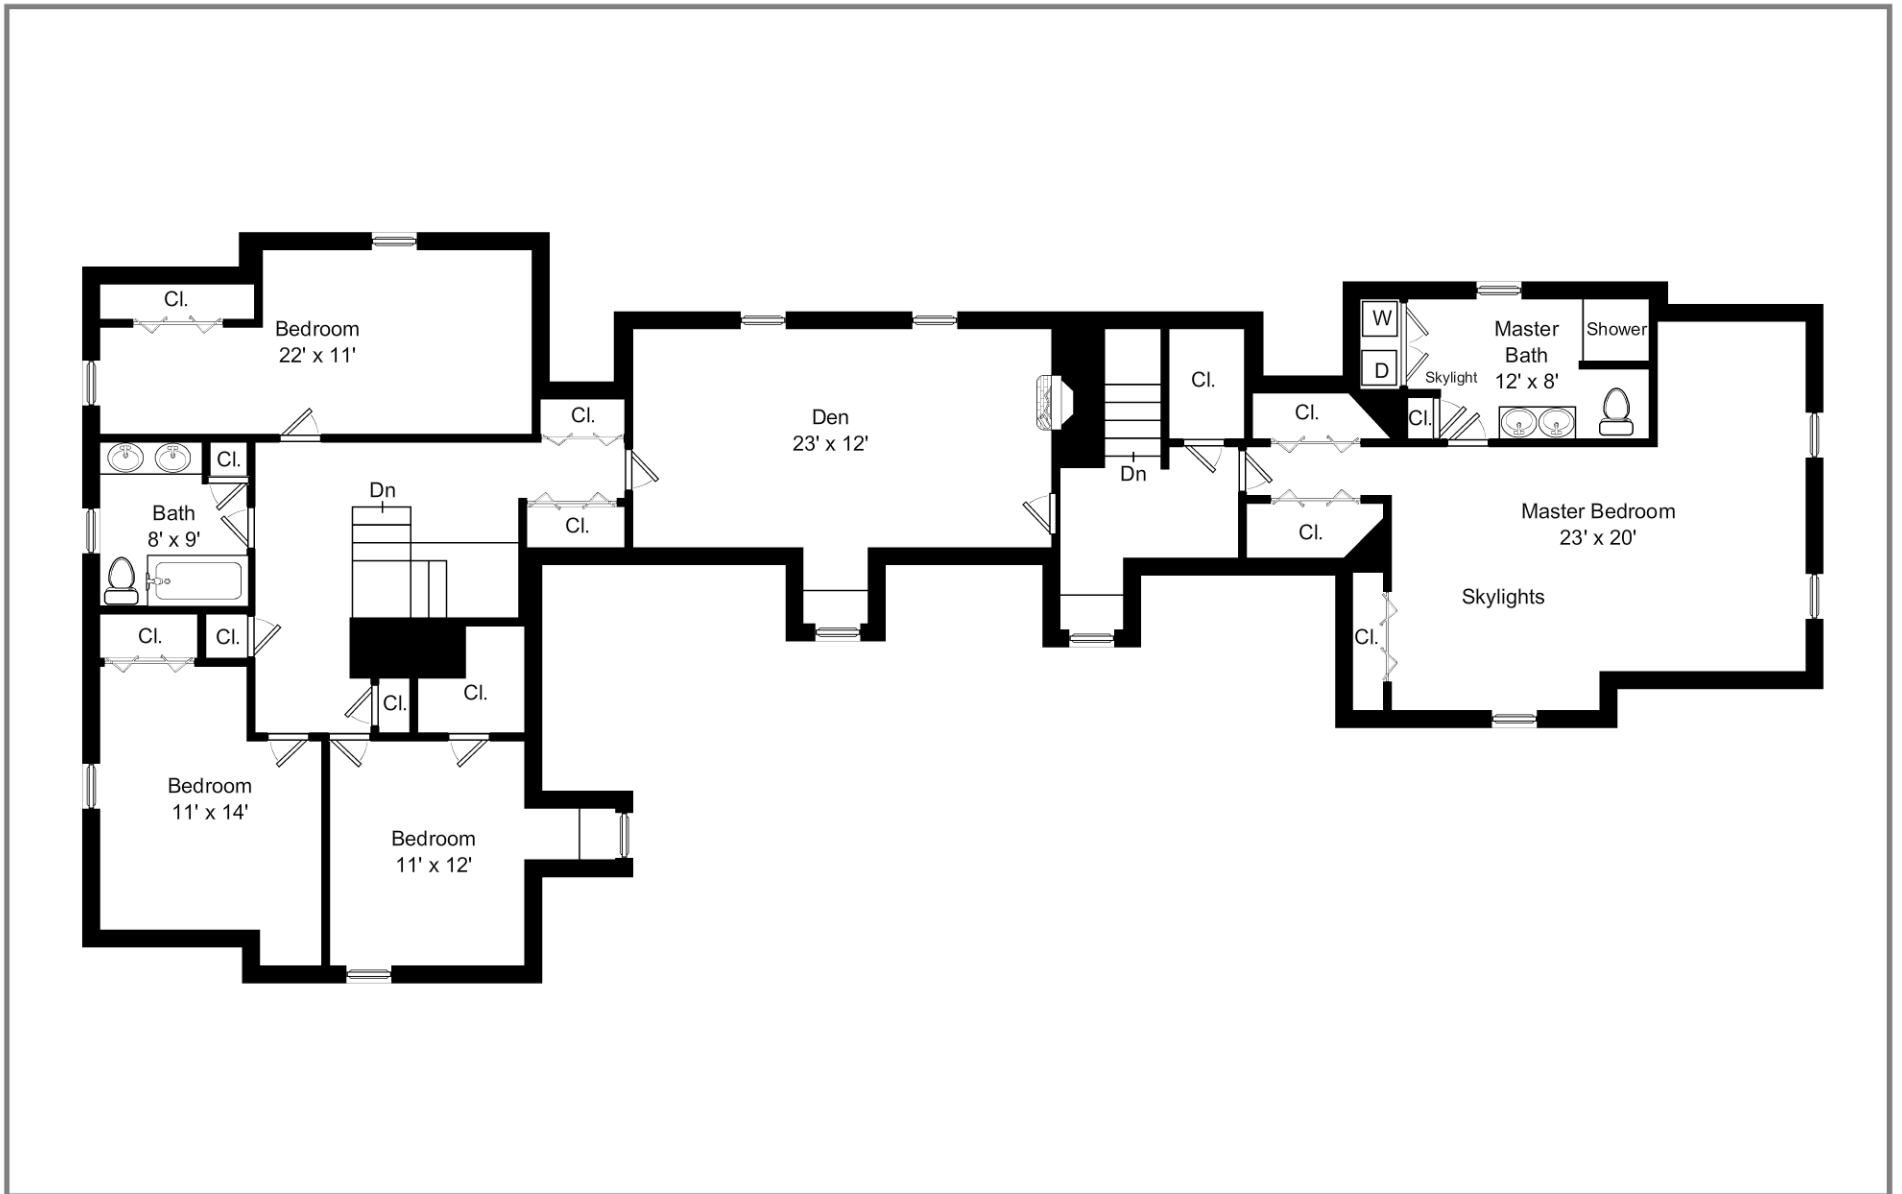 Cl.
Bedroom
22' x 11'
Cl.
Dn
Bath
8' x 9'
Cl.
Cl.
Cl.
Cl.
Cl.
Cl.
Bedroom
11' x 14'
Bedroom
11' x 12'
Cl.
Den
23' x 12'
Dn
Cl.
Cl.
Cl.
W
D
Skylight
Cl.
Master
Bath
12' x 8'
Shower
Master Bedroom
23' x 20'
Skylights
Cl.